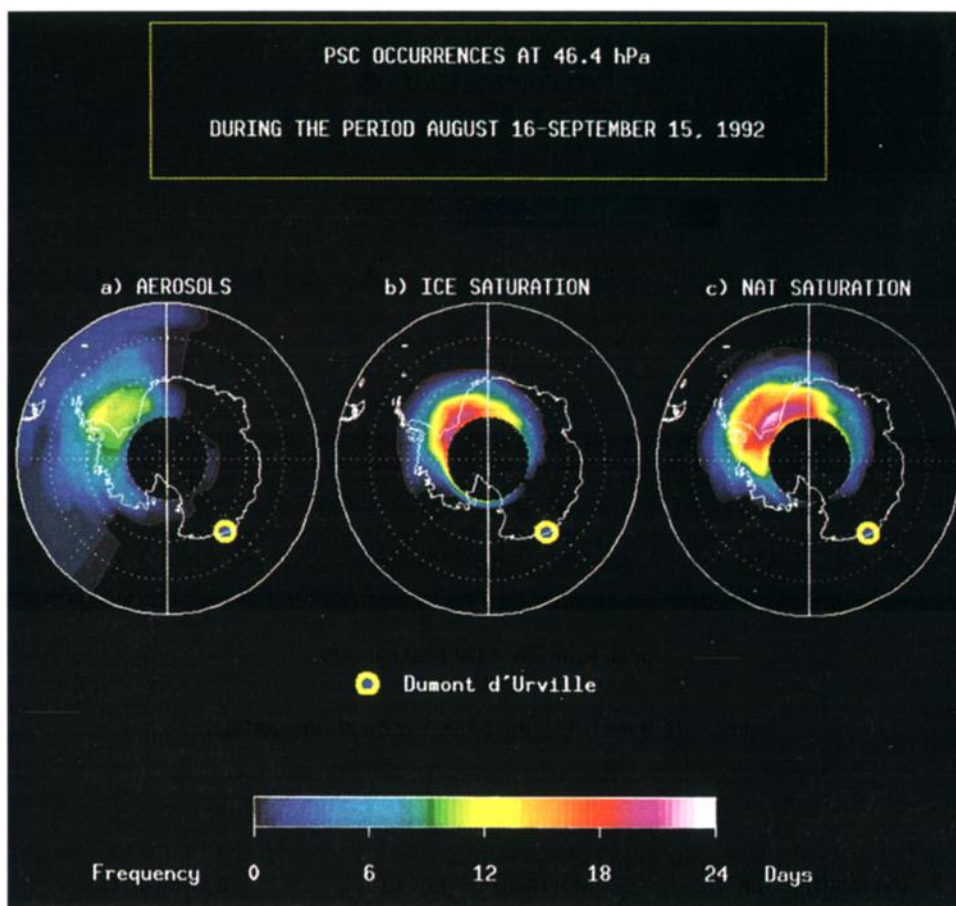 PSC OCCURRENCES AT 46.4 hPa
DURING THE PERIOD AUGUST 16-SEPTEMBER 15, 1992
a) AEROSOLS
b) ICE SATURATION
c) NAT SATURATION
Dumont d'Urville
Frequency 0 6 12 18 24 Days